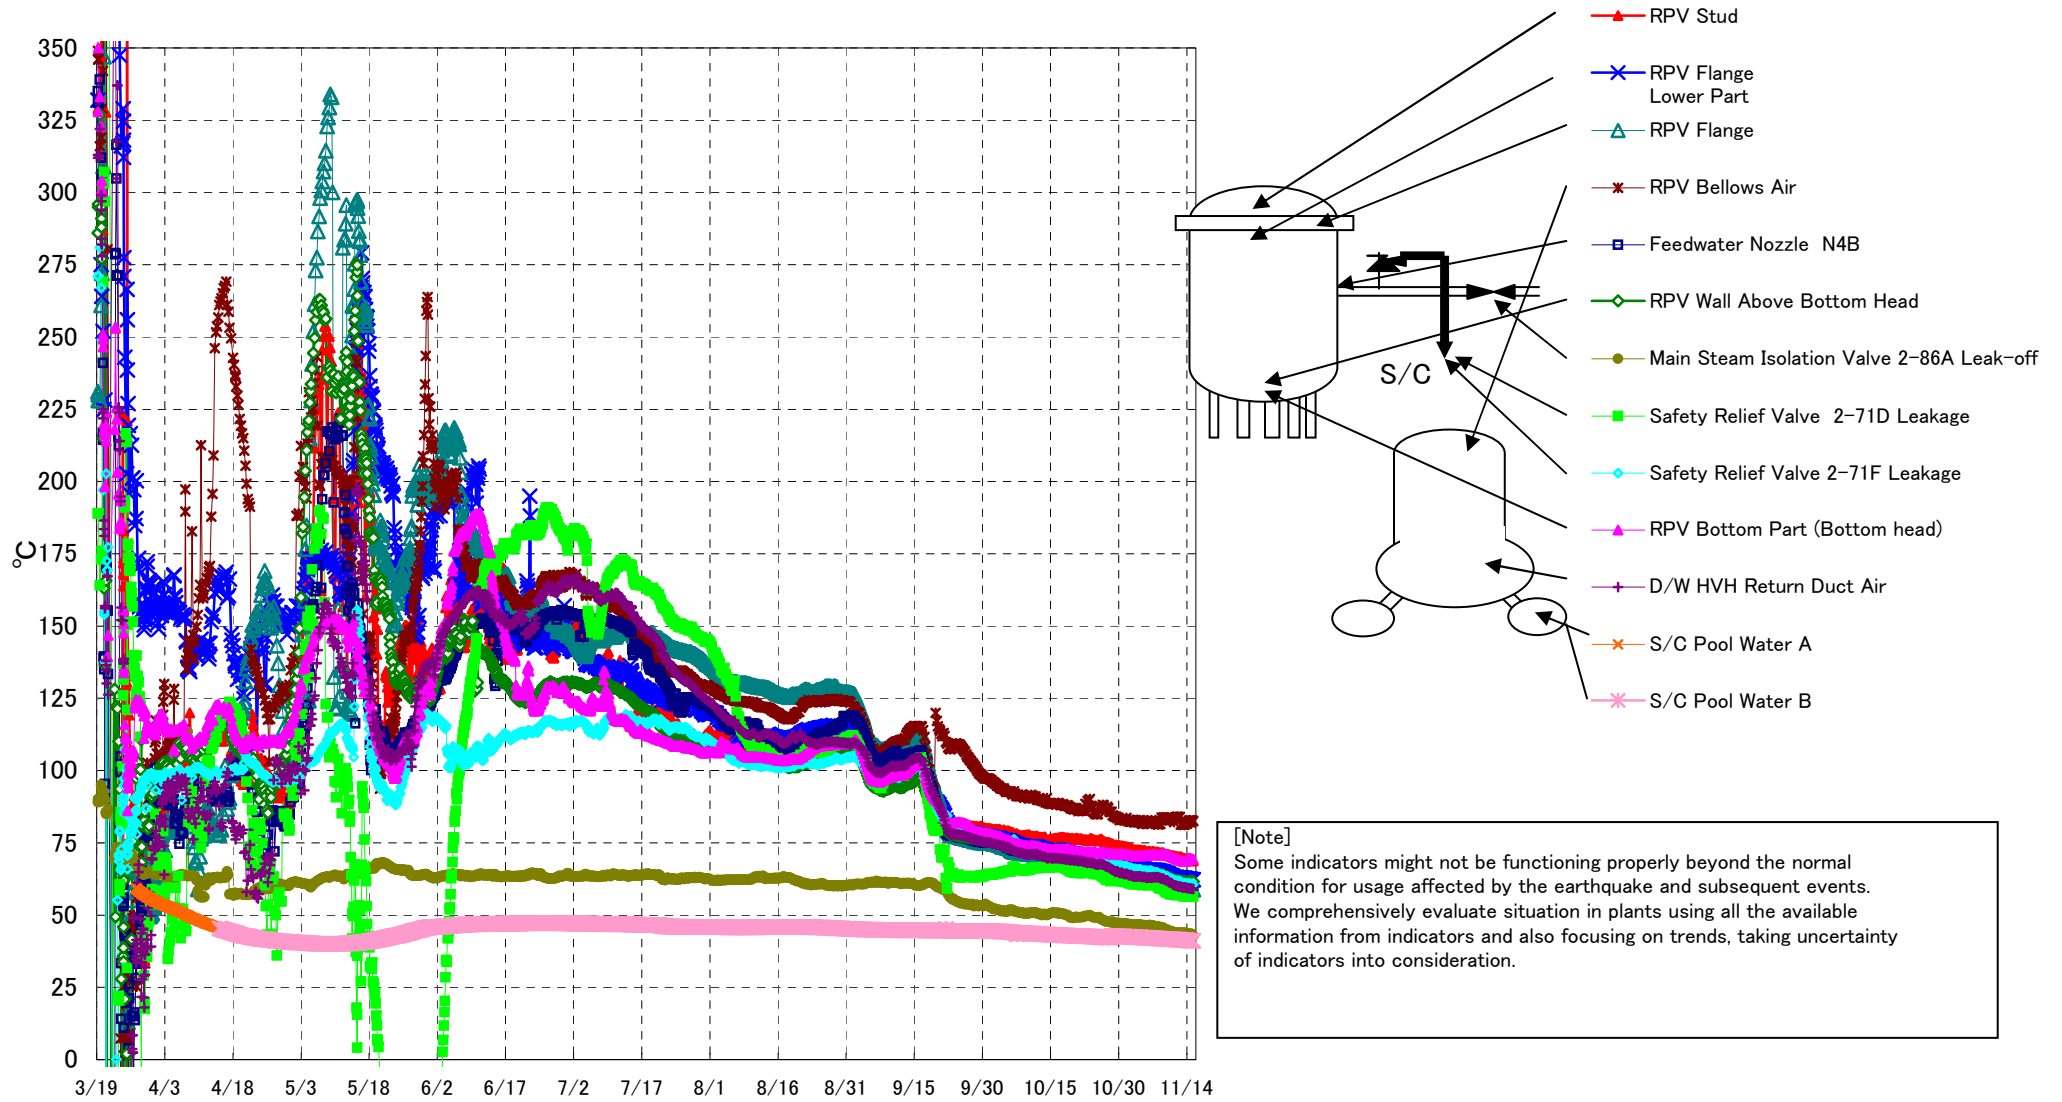 350
325
300
275
250
225
200
175
150
125
100
75
50
25
0
℃
3/19 4/3 4/18 5/3 5/18 6/2 6/17 7/2 7/17 8/1 8/16 8/31 9/15 9/30 10/15 10/30 11/14
RPV Stud
RPV Flange
Lower Part
RPV Flange
RPV Bellows Air
Feedwater Nozzle N4B
RPV Wall Above Bottom Head
Main Steam Isolation Valve 2-86A Leak-off
Safety Relief Valve 2-71D Leakage
Safety Relief Valve 2-71F Leakage
RPV Bottom Part (Bottom head)
D/W HVH Return Duct Air
S/C Pool Water A
S/C Pool Water B
S/C
[Note]
Some indicators might not be functioning properly beyond the normal
condition for usage affected by the earthquake and subsequent events.
We comprehensively evaluate situation in plants using all the available
information from indicators and also focusing on trends, taking uncertainty
of indicators into consideration.